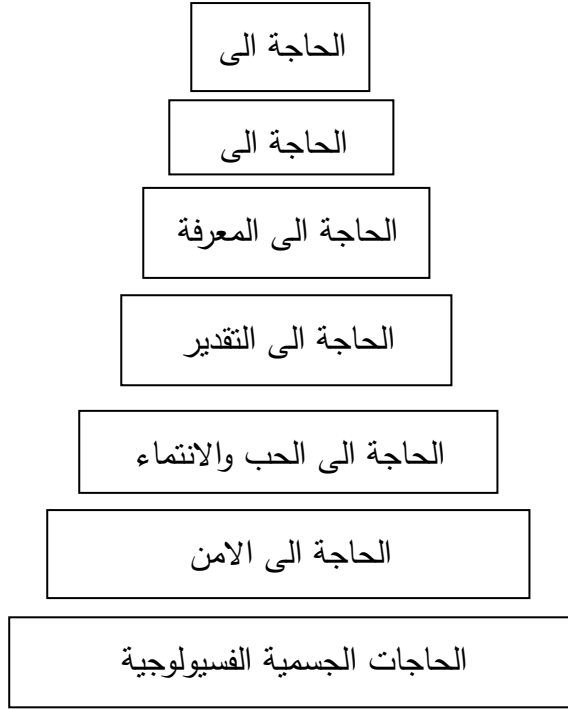 الحاجة الى
الحاجة الى
الحاجة الى المعرفة
الحاجة الى التقدير
الحاجة الى الحب والانتماء
الحاجة الى الامن
الحاجات الجسمية الفسيولوجية